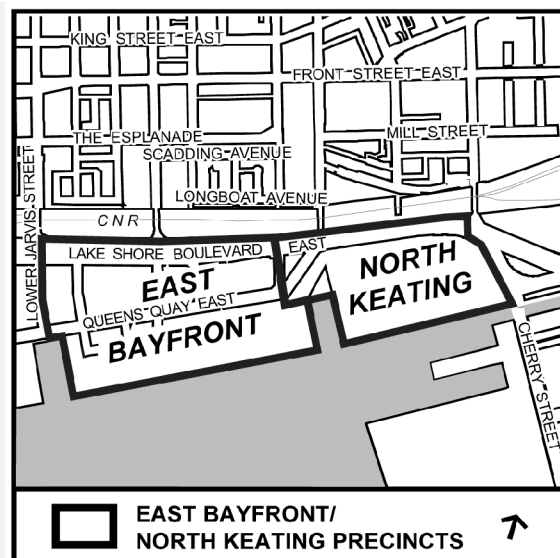 KING STREET EAST
FRONT STREET EAST
THE ESPLANADE
MILL STREET
SCADDING AVENUE
LONGBOAT AVENUE
LOWER JARVIS STREET
CNR
LAKE SHORE BOULEVARD EAST
EAST
BAYFRONT
QUEENS QUAY EAST
NORTH
KEATING
CHERRY STREET
EAST BAYFRONT/
NORTH KEATING PRECINCTS